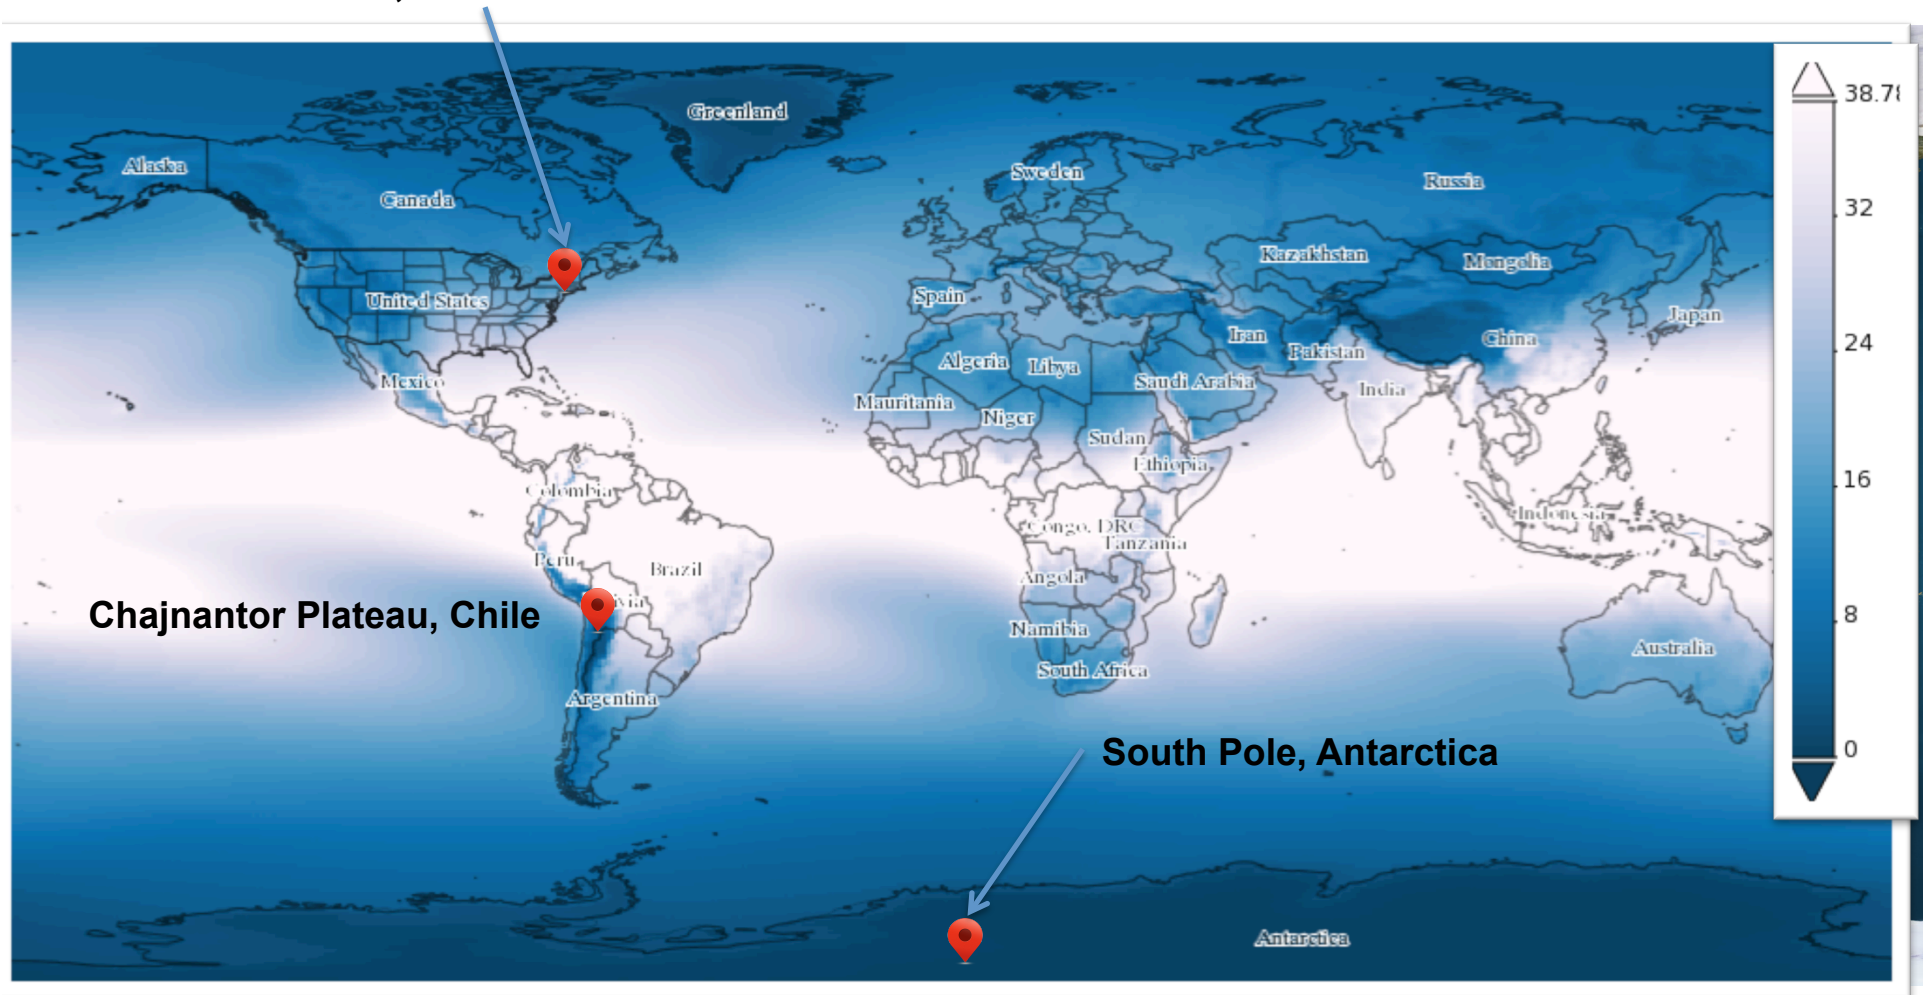 Greenland
Alaska
Sweden
Russia
Canada
Kazakhstan
Mongolia
United States
Spain
Japan
Iran
China
Pakistan
Algeria
Libya
Mexico
Saudi Arabia
India
Mauritania
Niger
Sudan
Ethiopia
Colombia
Indonesia
Congo, DRC
Tanzania
Peru
Brazil
Angola
Chajnantor Plateau, Chile
Namibia
Australia
South Africa
Argentina
South Pole, Antarctica
Antarctica
38.78
32
24
16
8
0